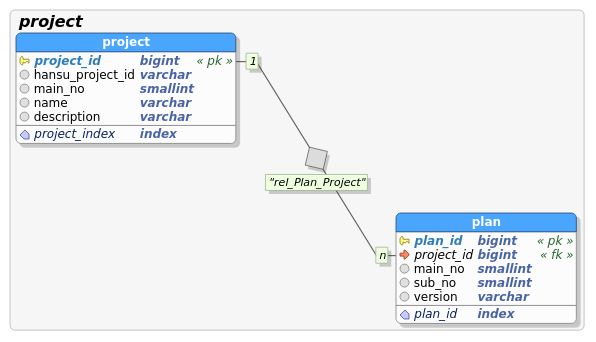 project
project
project_id bigint « pk »
hansu_project_id varchar
main_no smallint
name varchar
description varchar
project_index index
1
"rel_Plan_Project"
n
plan
plan_id bigint « pk »
project_id bigint « fk »
main_no smallint
sub_no smallint
version varchar
plan_id index